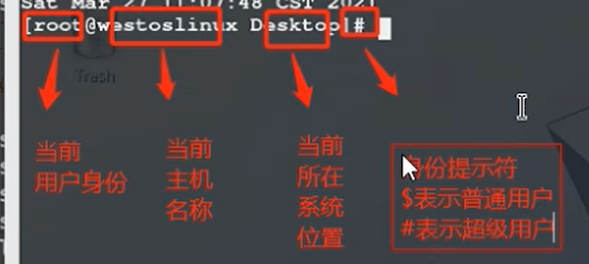 Sat Mar 27 11:07:48 CST 2021
[root@westoslinux Desktop]#
Trash
当前
用户身份
当前
主机
名称
当前
所在
系统
位置
身份提示符
$表示普通用户
#表示超级用户